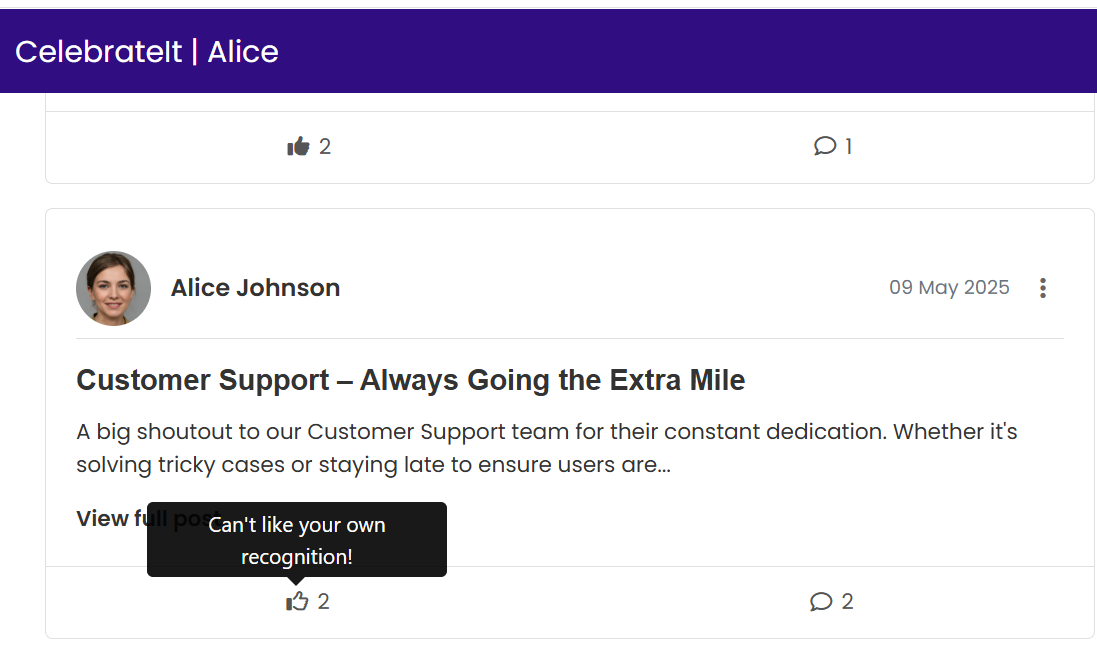 CelebrateIt | Alice
2
1
Alice Johnson
09 May 2025
Customer Support – Always Going the Extra Mile
A big shoutout to our Customer Support team for their constant dedication. Whether it's
solving tricky cases or staying late to ensure users are...
View full post
Can't like your own
recognition!
2
2